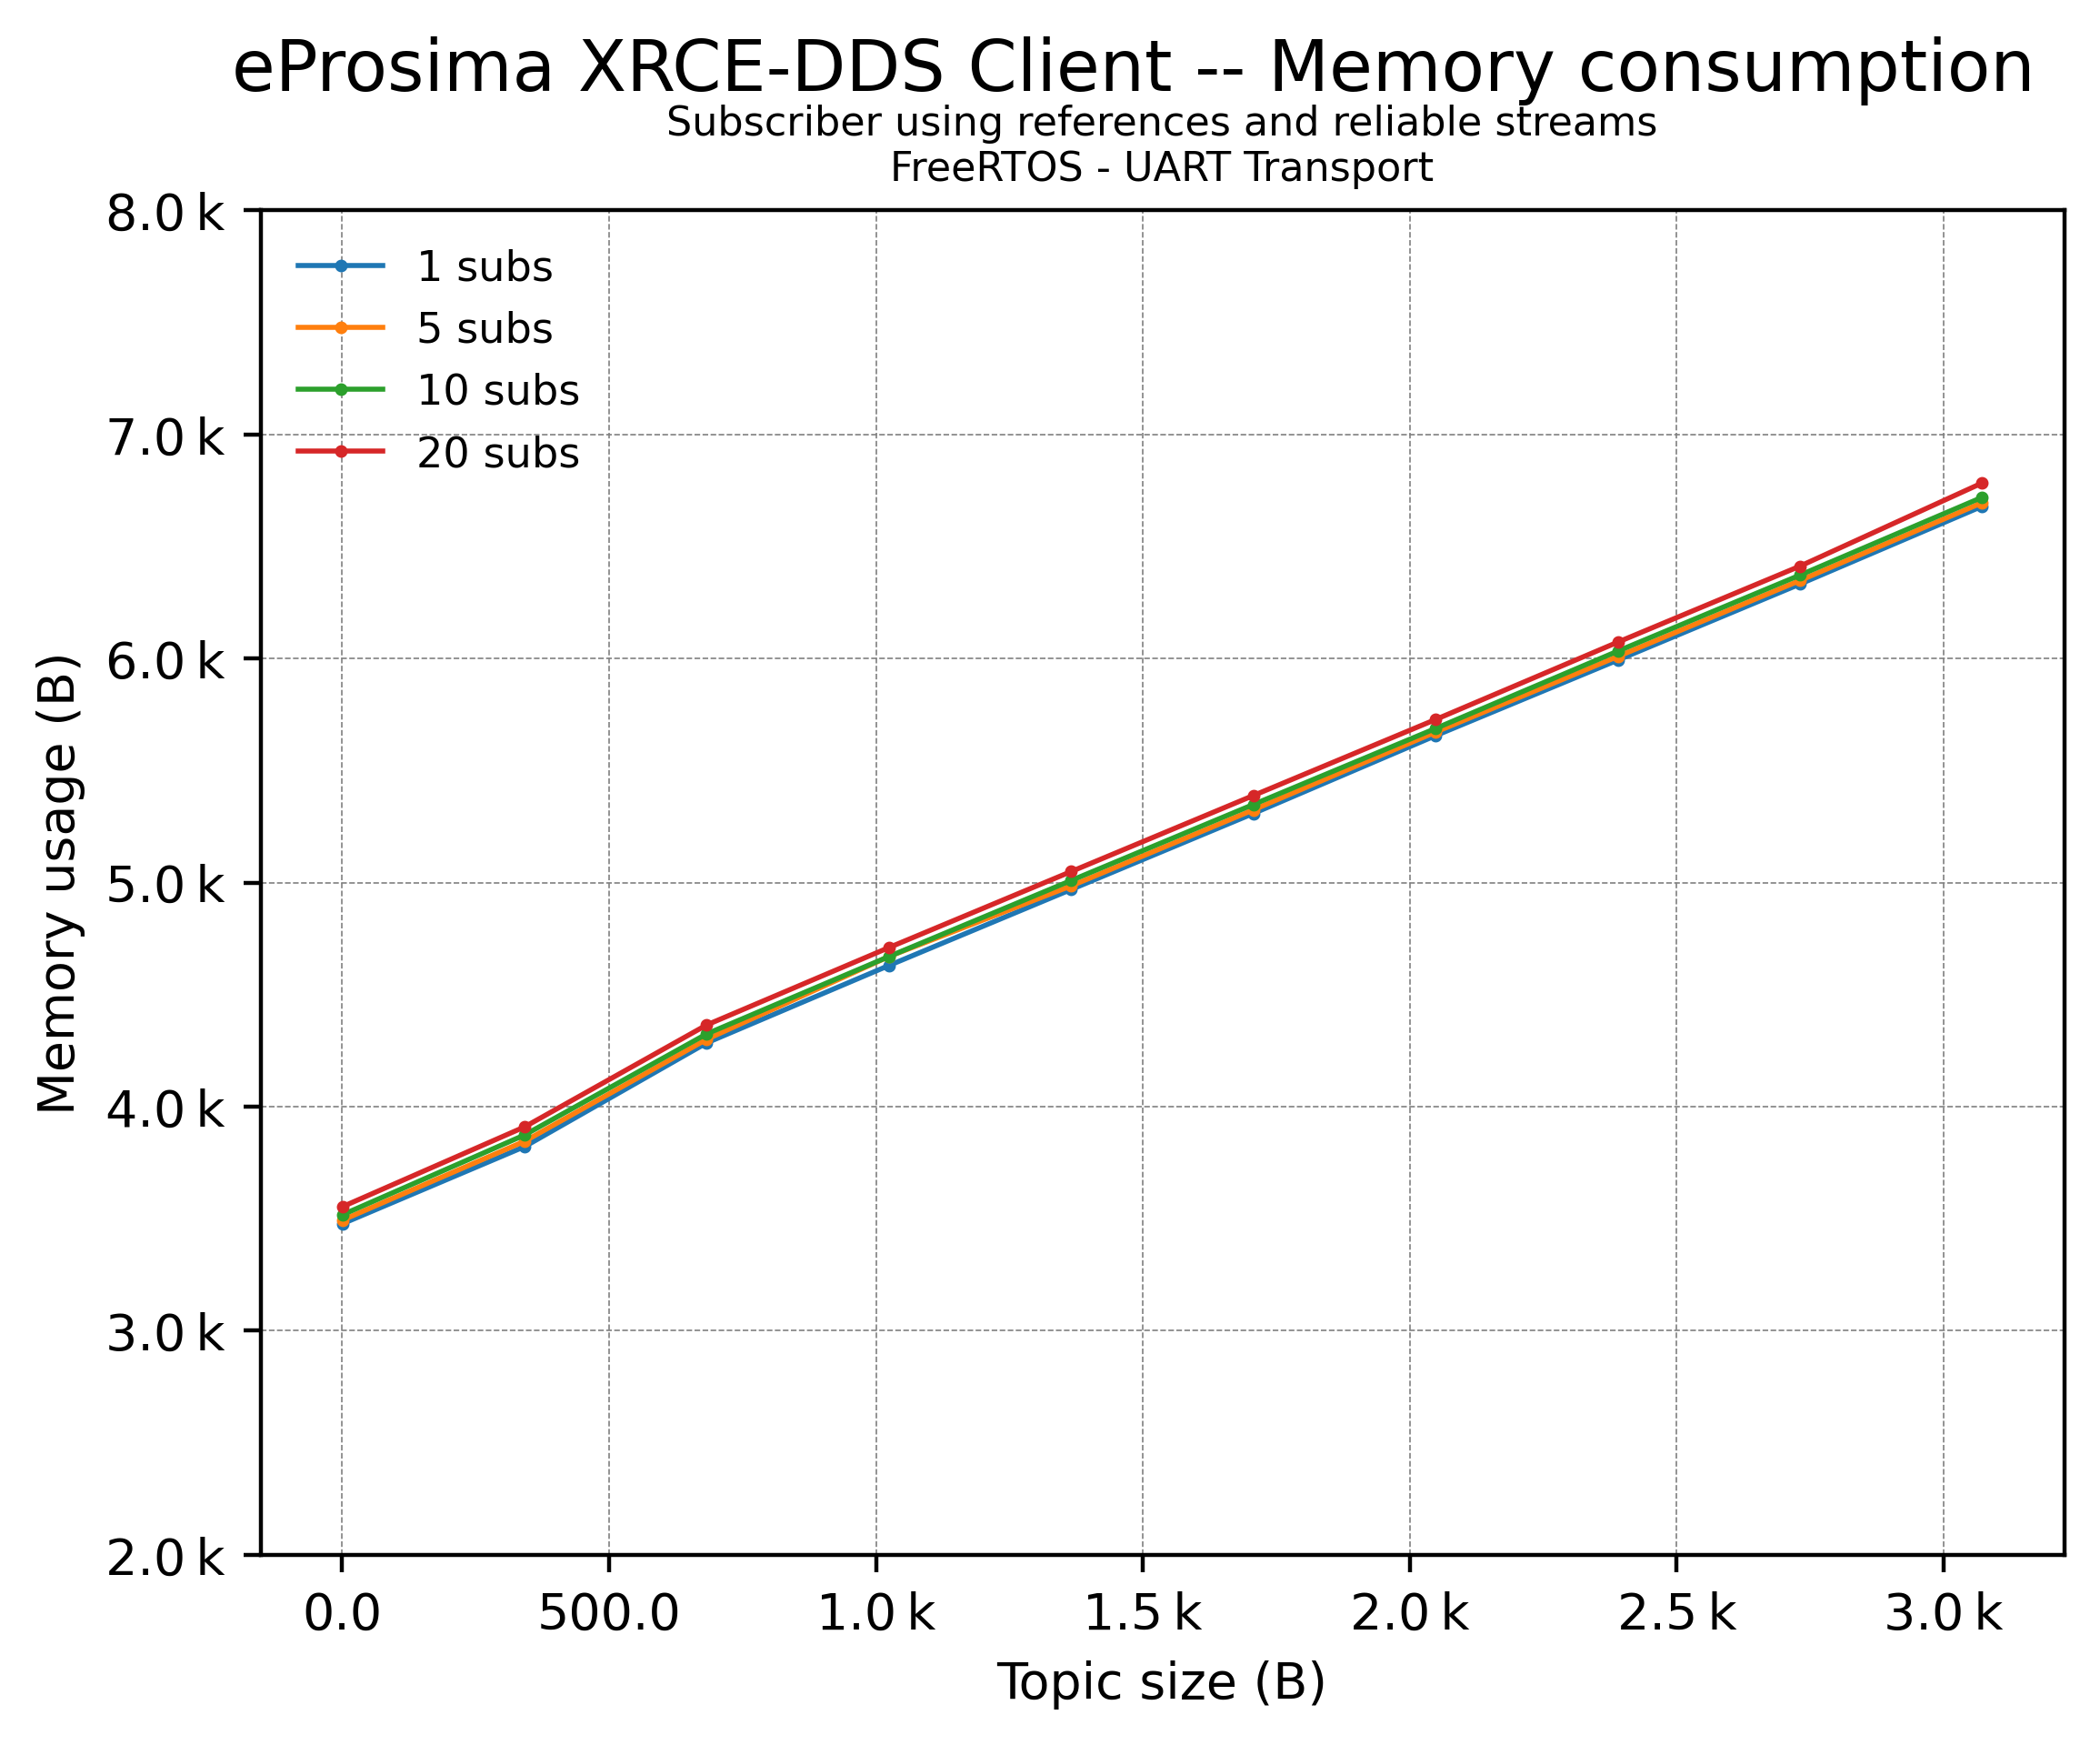 eProsima XRCE-DDS Client -- Memory consumption
Subscriber using references and reliable streams
FreeRTOS - UART Transport
8.0 k
7.0 k
6.0 k
5.0 k
4.0 k
3.0 k
2.0 k
Memory usage (B)
1 subs
5 subs
10 subs
20 subs
0.0 500.0 1.0 k 1.5 k 2.0 k 2.5 k 3.0 k
Topic size (B)